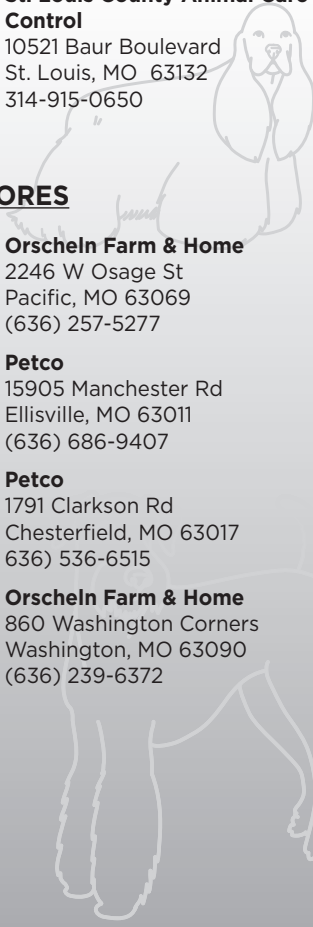 St. Louis County Animal Care
Control
10521 Baur Boulevard
St. Louis, MO 63132
314-915-0650
ORES
Orscheln Farm & Home
2246 W Osage St
Pacific, MO 63069
(636) 257-5277
Petco
15905 Manchester Rd
Ellisville, MO 63011
(636) 686-9407
Petco
1791 Clarkson Rd
Chesterfield, MO 63017
636) 536-6515
Orscheln Farm & Home
860 Washington Corners
Washington, MO 63090
(636) 239-6372